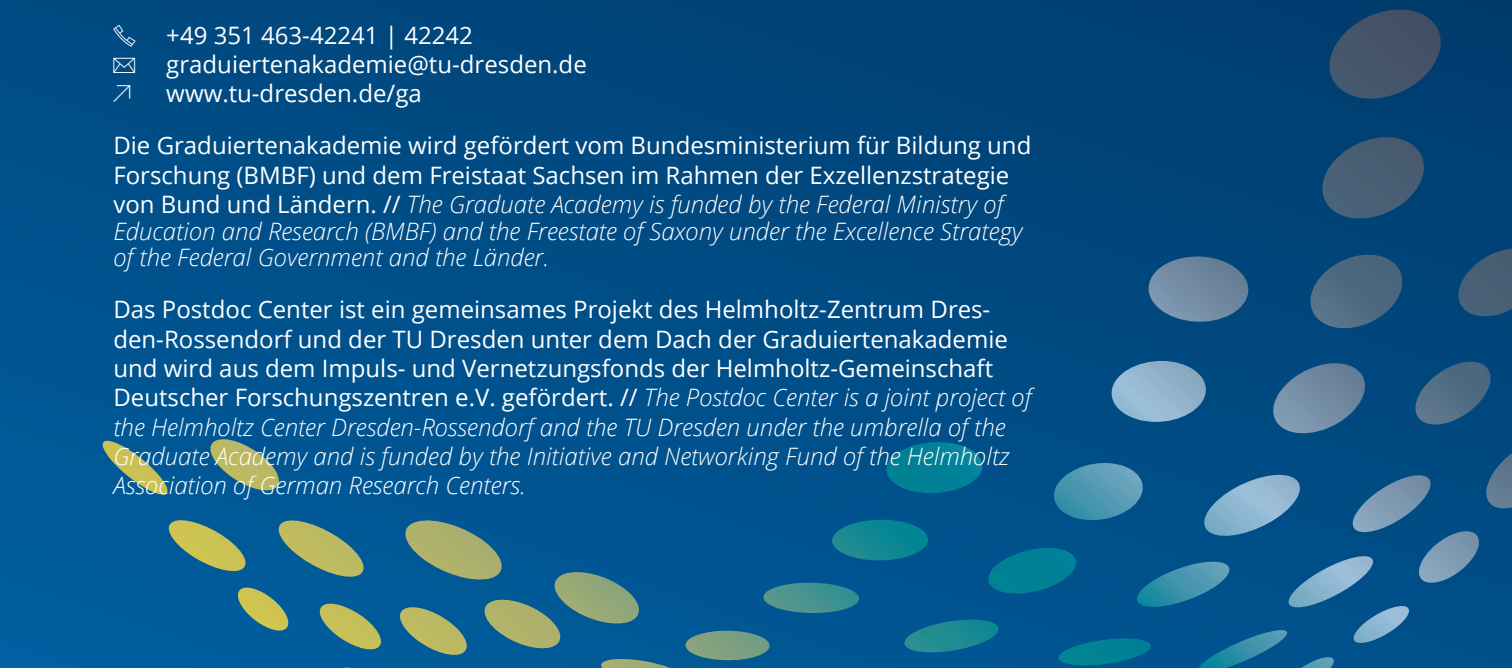 +49 351 463-42241 | 42242
graduiertenakademie@tu-dresden.de
www.tu-dresden.de/ga
Die Graduiertenakademie wird gefördert vom Bundesministerium für Bildung und
Forschung (BMBF) und dem Freistaat Sachsen im Rahmen der Exzellenzstrategie
von Bund und Ländern. // The Graduate Academy is funded by the Federal Ministry of
Education and Research (BMBF) and the Freestate of Saxony under the Excellence Strategy
of the Federal Government and the Länder.
Das Postdoc Center ist ein gemeinsames Projekt des Helmholtz-Zentrum Dres-
den-Rossendorf und der TU Dresden unter dem Dach der Graduiertenakademie
und wird aus dem Impuls- und Vernetzungsfonds der Helmholtz-Gemeinschaft
Deutscher Forschungszentren e.V. gefördert. // The Postdoc Center is a joint project of
the Helmholtz Center Dresden-Rossendorf and the TU Dresden under the umbrella of the
Graduate Academy and is funded by the Initiative and Networking Fund of the Helmholtz
Association of German Research Centers.